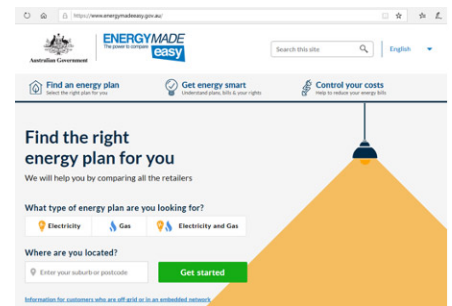 https://www.energymadeeasy.gov.au/
Australian Government
ENERGYMADE
The power to compare
easy
Search this site
English
Find an energy plan
Select the right plan for you
Get energy smart
Understand plans, bills & your rights
Control your costs
Help to reduce your energy bills
Find the right
energy plan for you
We will help you by comparing all the retailers
What type of energy plan are you looking for?
Electricity
Gas
Electricity and Gas
Where are you located?
Enter your suburb or postcode
Get started
Information for customers who are off grid or in an embedded network